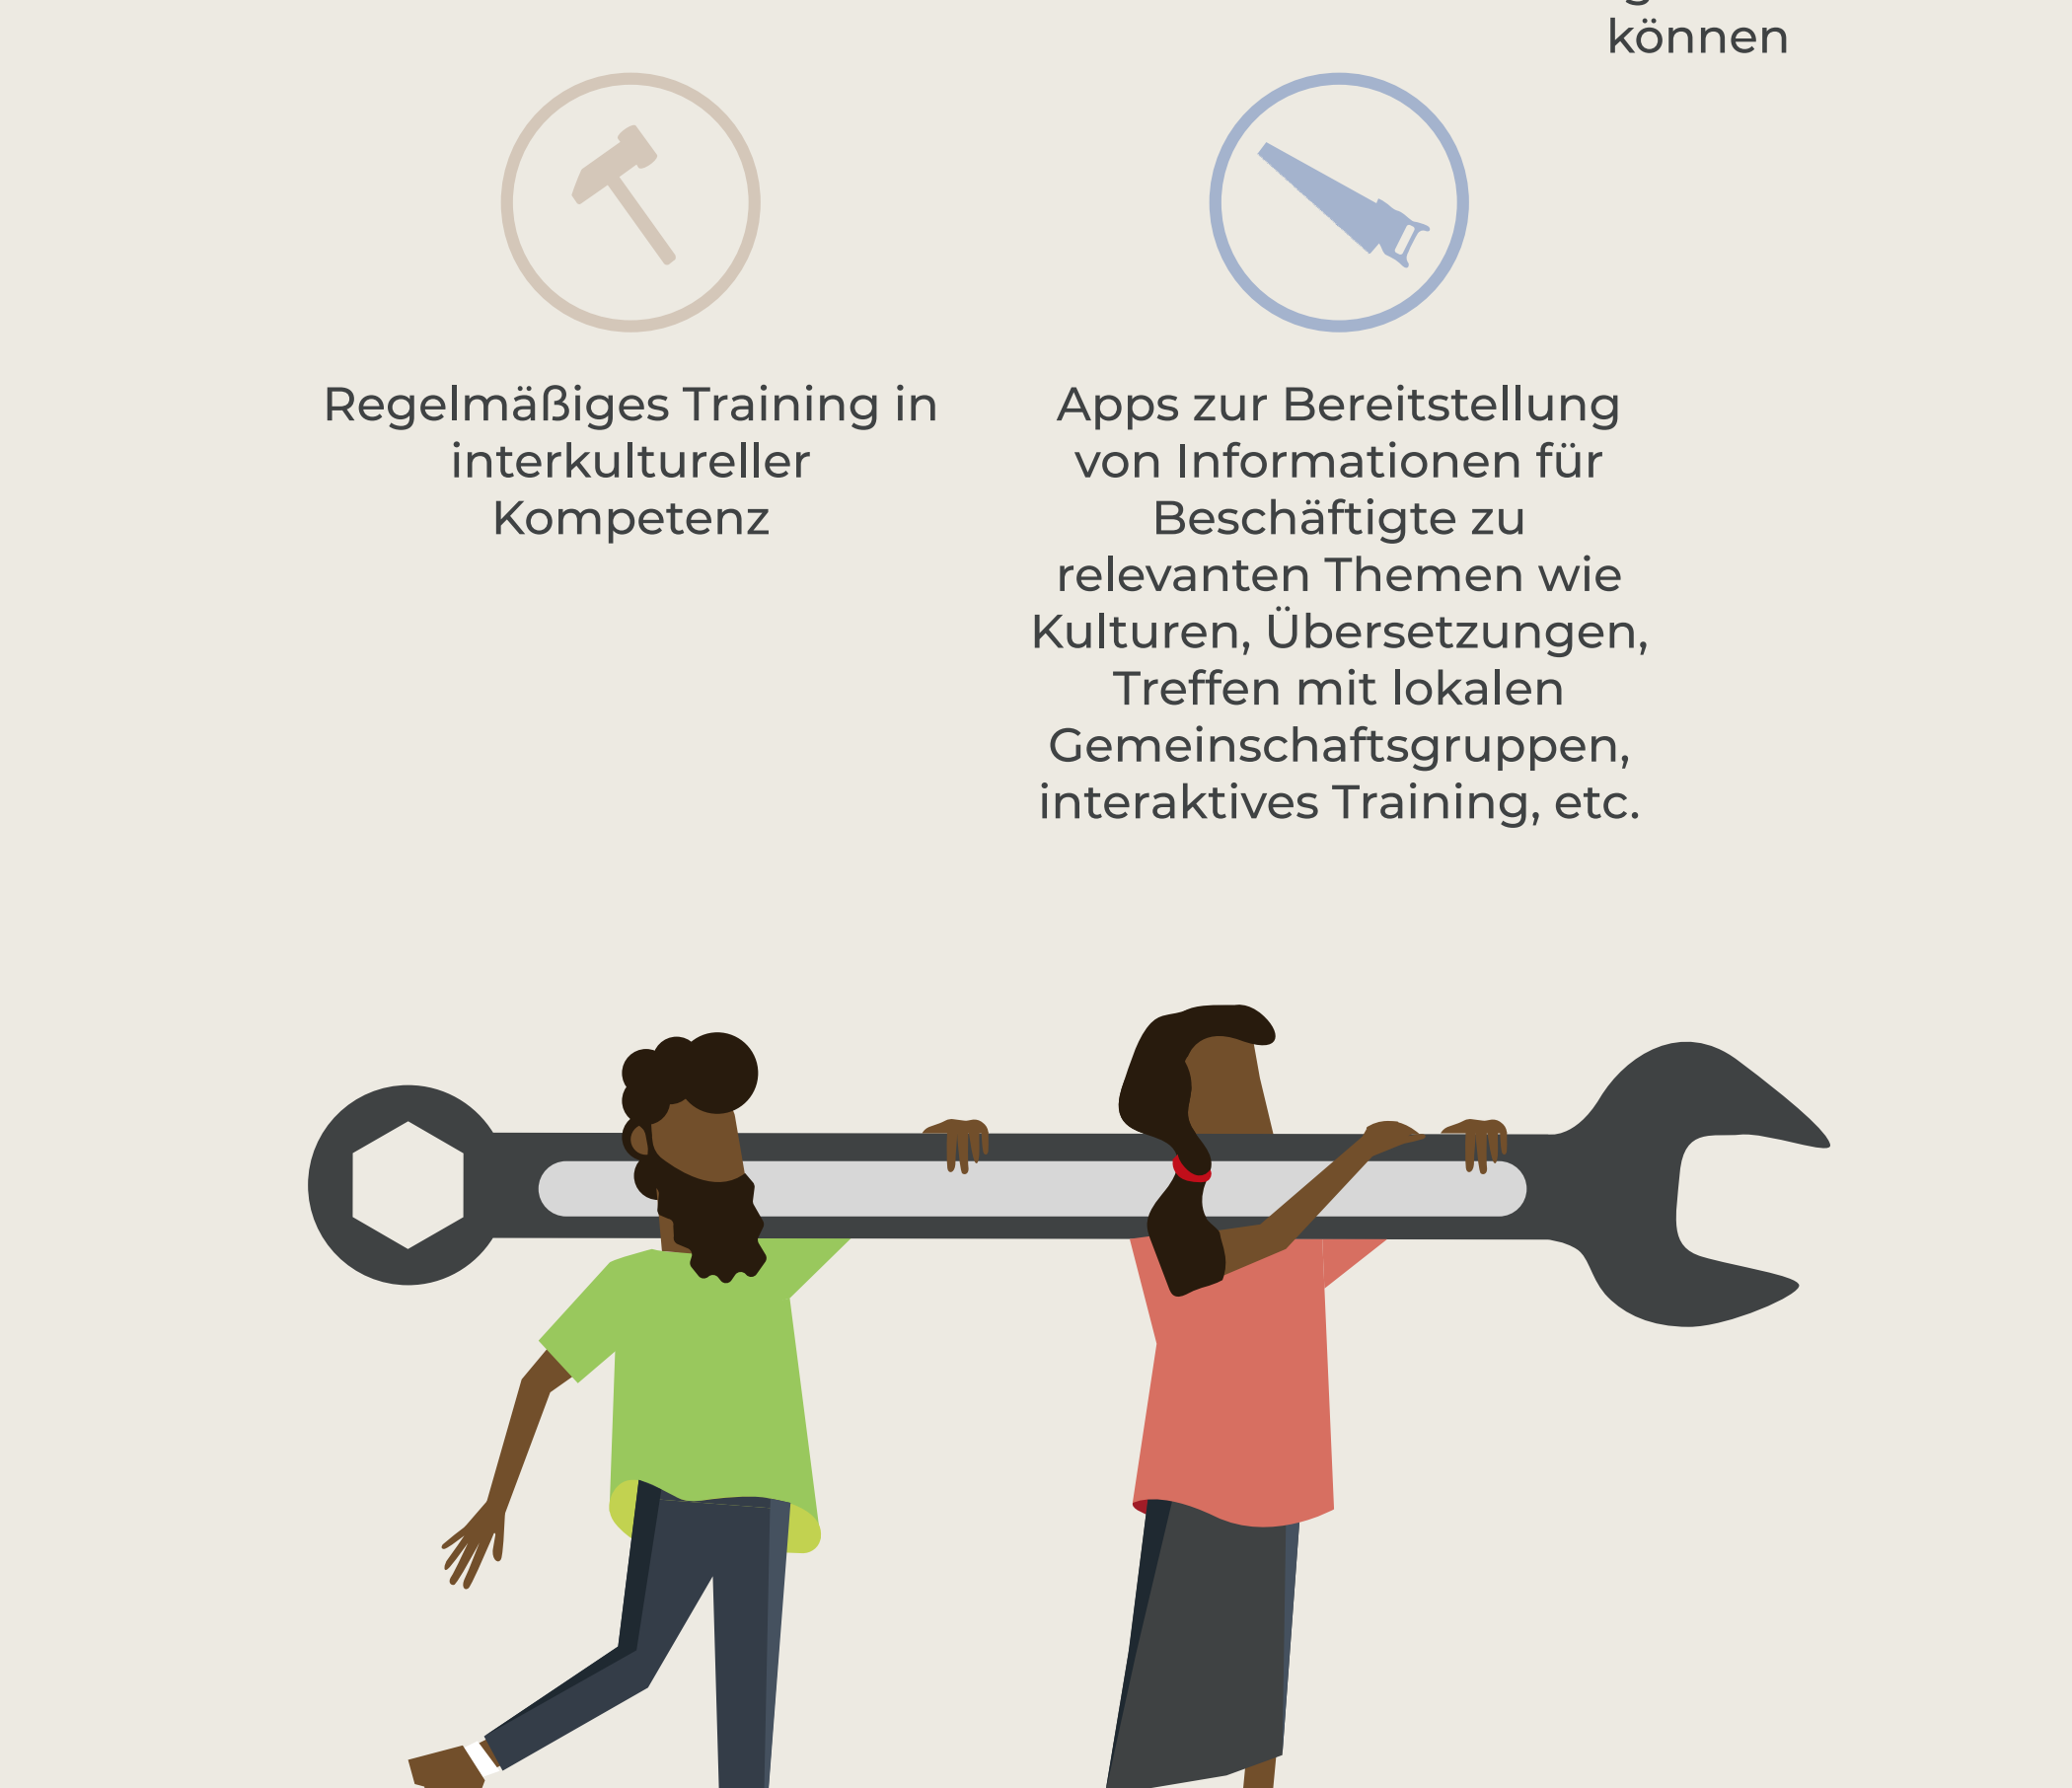 können
Regelmäßiges Training in
interkultureller
Kompetenz
Apps zur Bereitstellung
von Informationen für
Beschäftigte zu
relevanten Themen wie
Kulturen, Übersetzungen,
Treffen mit lokalen
Gemeinschaftsgruppen,
interaktives Training, etc.